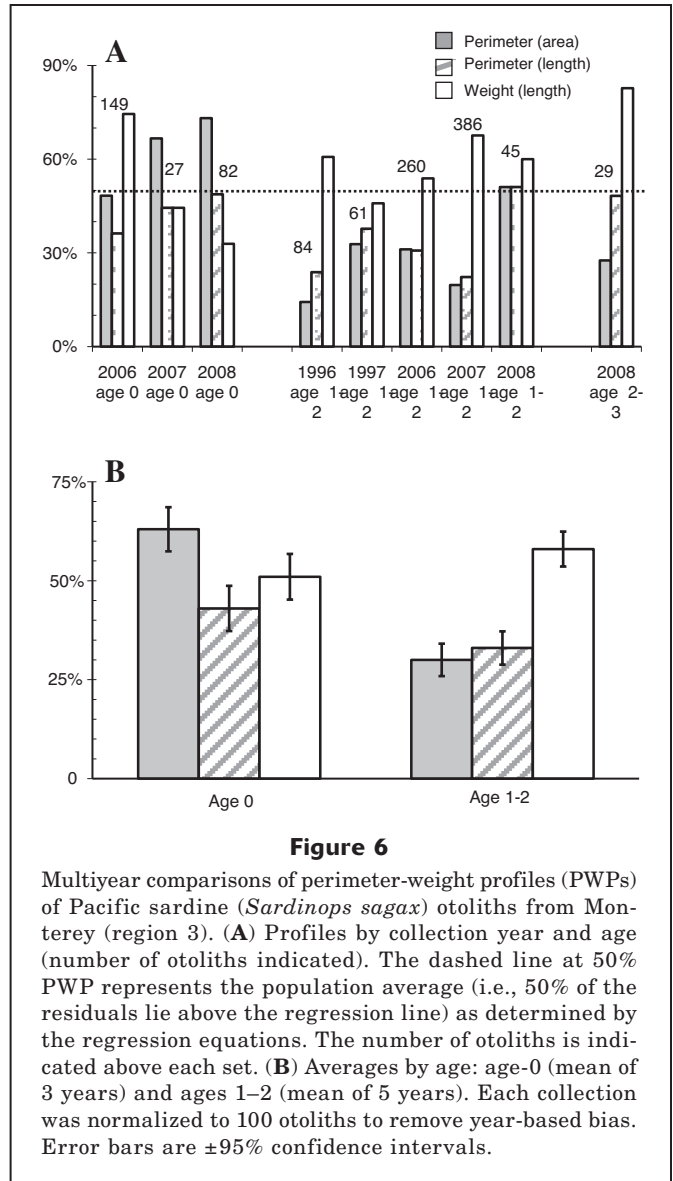 A
Perimeter (area)
Perimeter (length)
Weight (length)
90%
60%
30%
0%
149
27
82
84
61
260
386
45
29
2006 2007 2008 1996 1997 2006 2007 2008 2008
age 0 age 0 age 0 age 1- age 1- age 1- age 1- age 1- age 2-
2 2 2 2 2 3
B
75%
50%
25%
0
Age 0 Age 1-2
Figure 6
Multiyear comparisons of perimeter-weight profiles (PWPs)
of Pacific sardine (Sardinops sagax) otoliths from Mon-
terey (region 3). (A) Profiles by collection year and age
(number of otoliths indicated). The dashed line at 50%
PWP represents the population average (i.e., 50% of the
residuals lie above the regression line) as determined by
the regression equations. The number of otoliths is indi-
cated above each set. (B) Averages by age: age-0 (mean of
3 years) and ages 1–2 (mean of 5 years). Each collection
was normalized to 100 otoliths to remove year-based bias.
Error bars are ±95% confidence intervals.